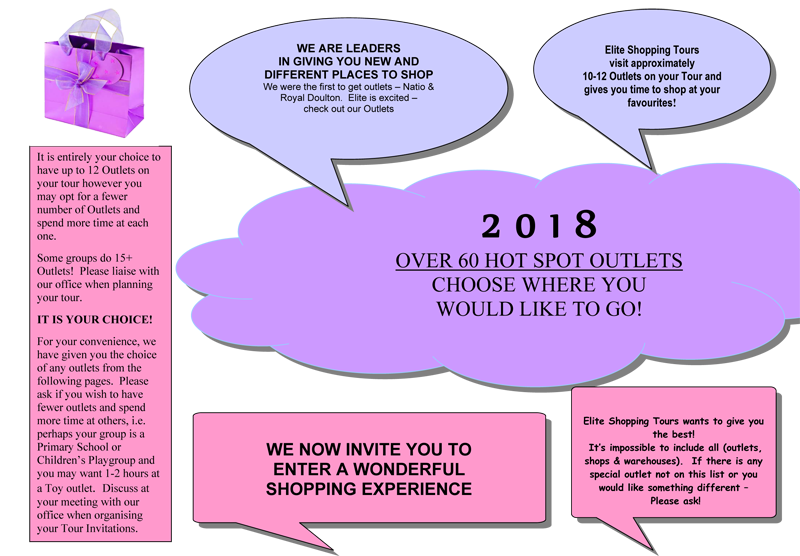 WE ARE LEADERS
IN GIVING YOU NEW AND
DIFFERENT PLACES TO SHOP
We were the first to get outlets – Natio &
Royal Doulton.  Elite is excited –
check out our Outlets
Elite Shopping Tours
visit approximately
10-12 Outlets on your Tour and
gives you time to shop at your
favourites!
It is entirely your choice to
have up to 12 Outlets on
your tour however you
may opt for a fewer
number of Outlets and
spend more time at each
one.
Some groups do 15+
Outlets!  Please liaise with
our office when planning
your tour.
IT IS YOUR CHOICE!
For your convenience, we
have given you the choice
of any outlets from the
following pages.  Please
ask if you wish to have
fewer outlets and spend
more time at others, i.e.
perhaps your group is a
Primary School or
Children's Playgroup and
you may want 1-2 hours at
a Toy outlet.  Discuss at
your meeting with our
office when organising
your Tour Invitations.
2018
OVER 60 HOT SPOT OUTLETS
CHOOSE WHERE YOU
WOULD LIKE TO GO!
WE NOW INVITE YOU TO
ENTER A WONDERFUL
SHOPPING EXPERIENCE
Elite Shopping Tours wants to give you
the best!
It's impossible to include all (outlets,
shops & warehouses).  If there is any
special outlet not on this list or you
would like something different –
Please ask!